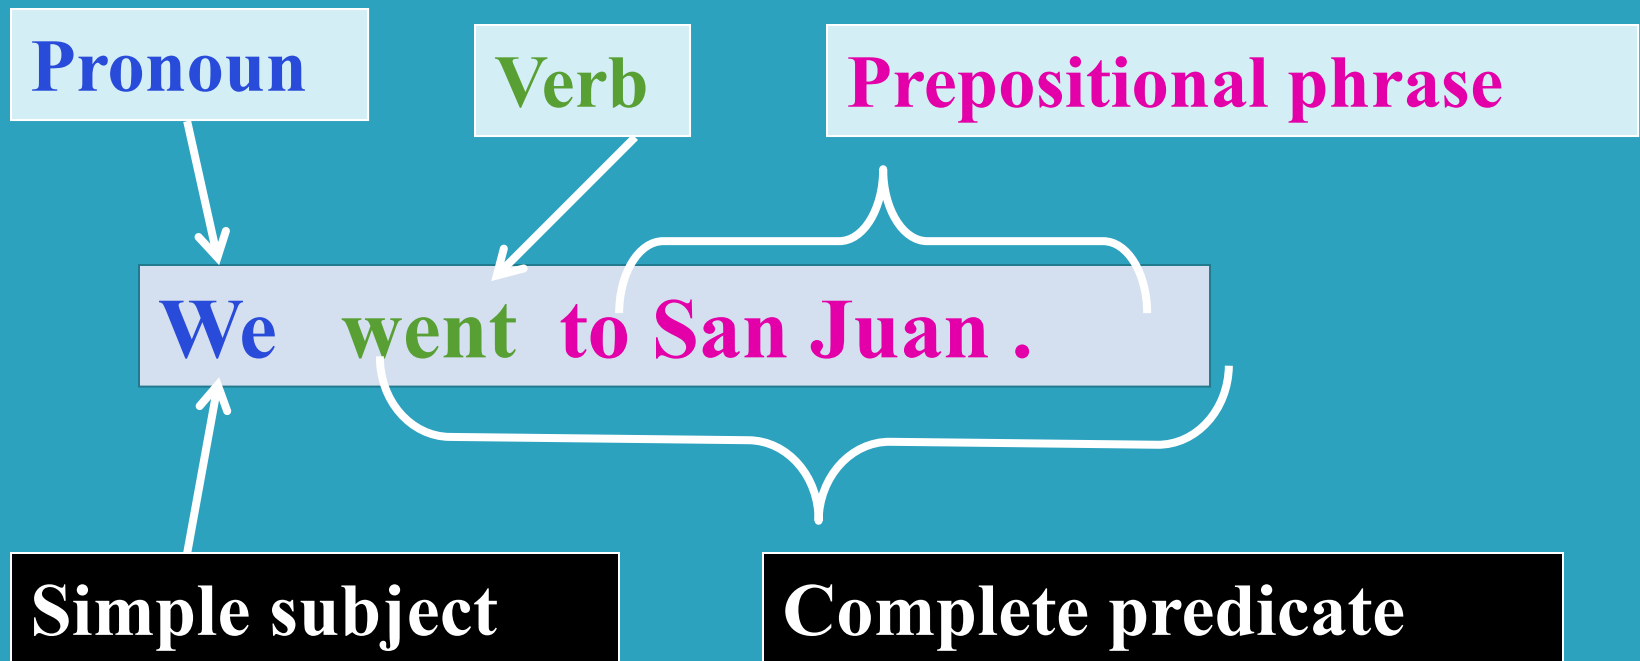 Pronoun
Verb
Prepositional phrase
We went to San Juan .
Simple subject
Complete predicate